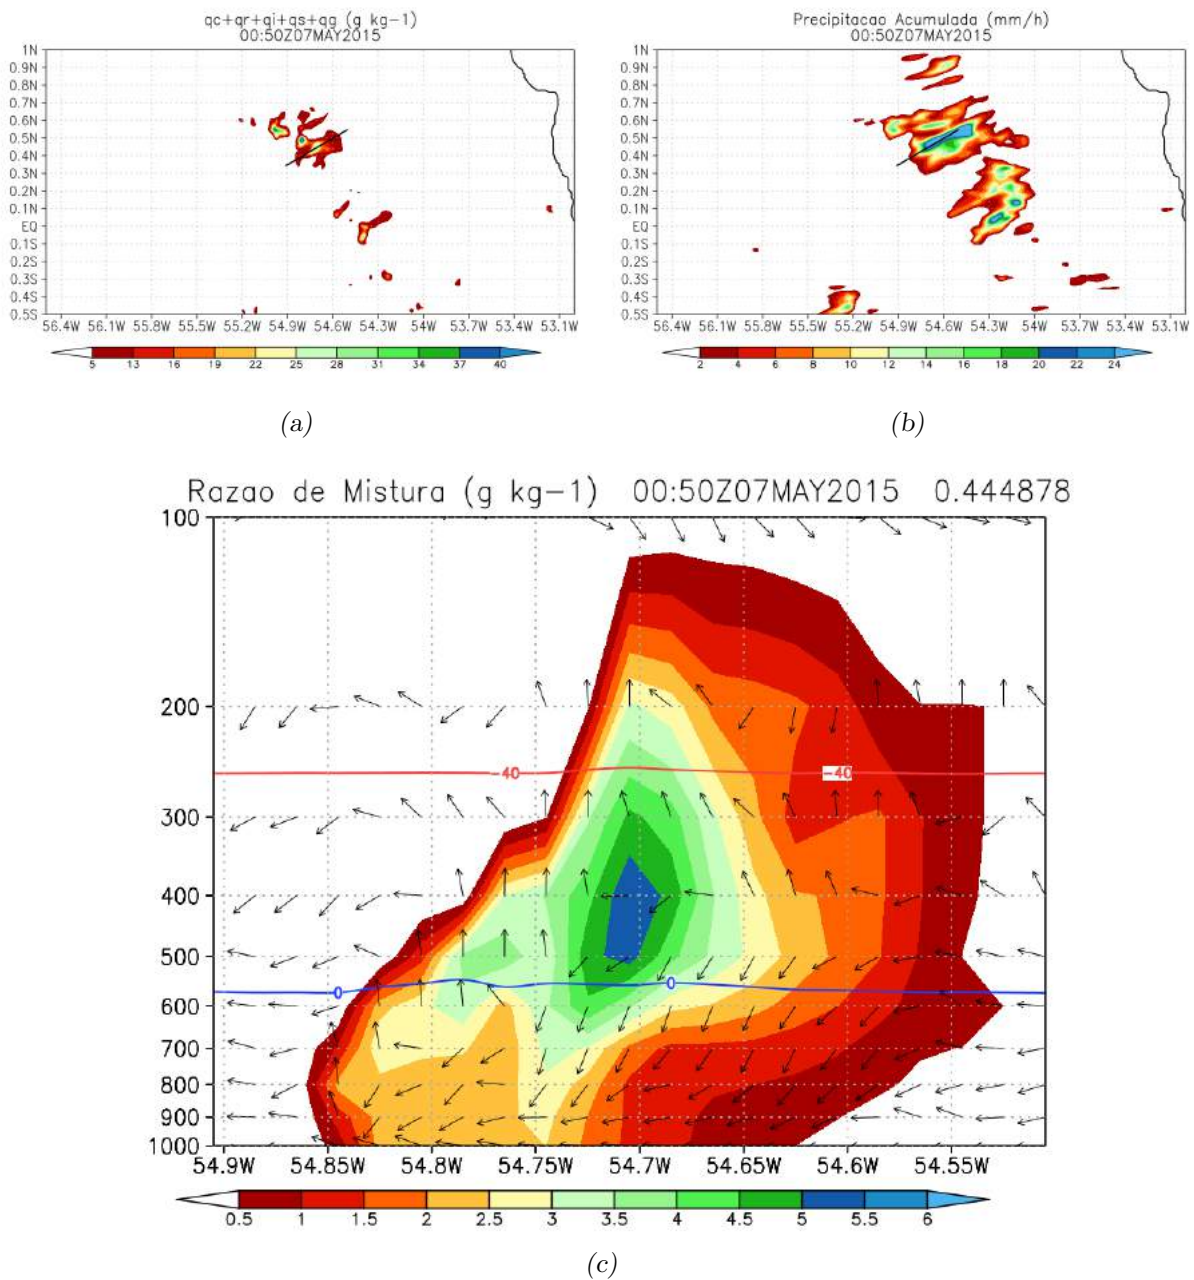 qc+qr+qi+qs+qg (g kg-1)
00:50Z07MAY2015
1N
0.9N
0.8N
0.7N
0.6N
0.5N
0.4N
0.3N
0.2N
0.1N
EQ
0.1S
0.2S
0.3S
0.4S
0.5S
56.4W 56.1W 55.8W 55.5W 55.2W 54.9W 54.6W 54.3W 54W 53.7W 53.4W 53.1W
5 13 16 19 22 25 28 31 34 37 40
(a)
Precipitacao Acumulada (mm/h)
00:50Z07MAY2015
1N
0.9N
0.8N
0.7N
0.6N
0.5N
0.4N
0.3N
0.2N
0.1N
EQ
0.1S
0.2S
0.3S
0.4S
0.5S
56.4W 56.1W 55.8W 55.5W 55.2W 54.9W 54.6W 54.3W 54W 53.7W 53.4W 53.1W
2 4 6 8 10 12 14 16 18 20 22 24
(b)
Razao de Mistura (g kg-1) 00:50Z07MAY2015 0.444878
100
200
-40 -40
300
400
500
0 0
600
700
800
900
1000
54.9W 54.85W 54.8W 54.75W 54.7W 54.65W 54.6W 54.55W
0.5 1 1.5 2 2.5 3 3.5 4 4.5 5 5.5 6
(c)